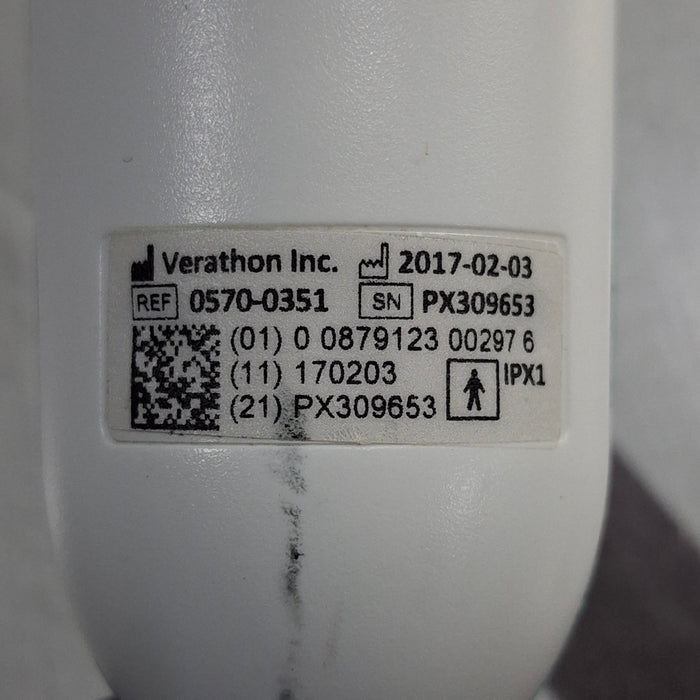 Verathon Inc. 2017-02-03
REF 0570-0351 SN PX309653
(01) 0 0879123 00297 6
(11) 170203 IPX1
(21) PX309653